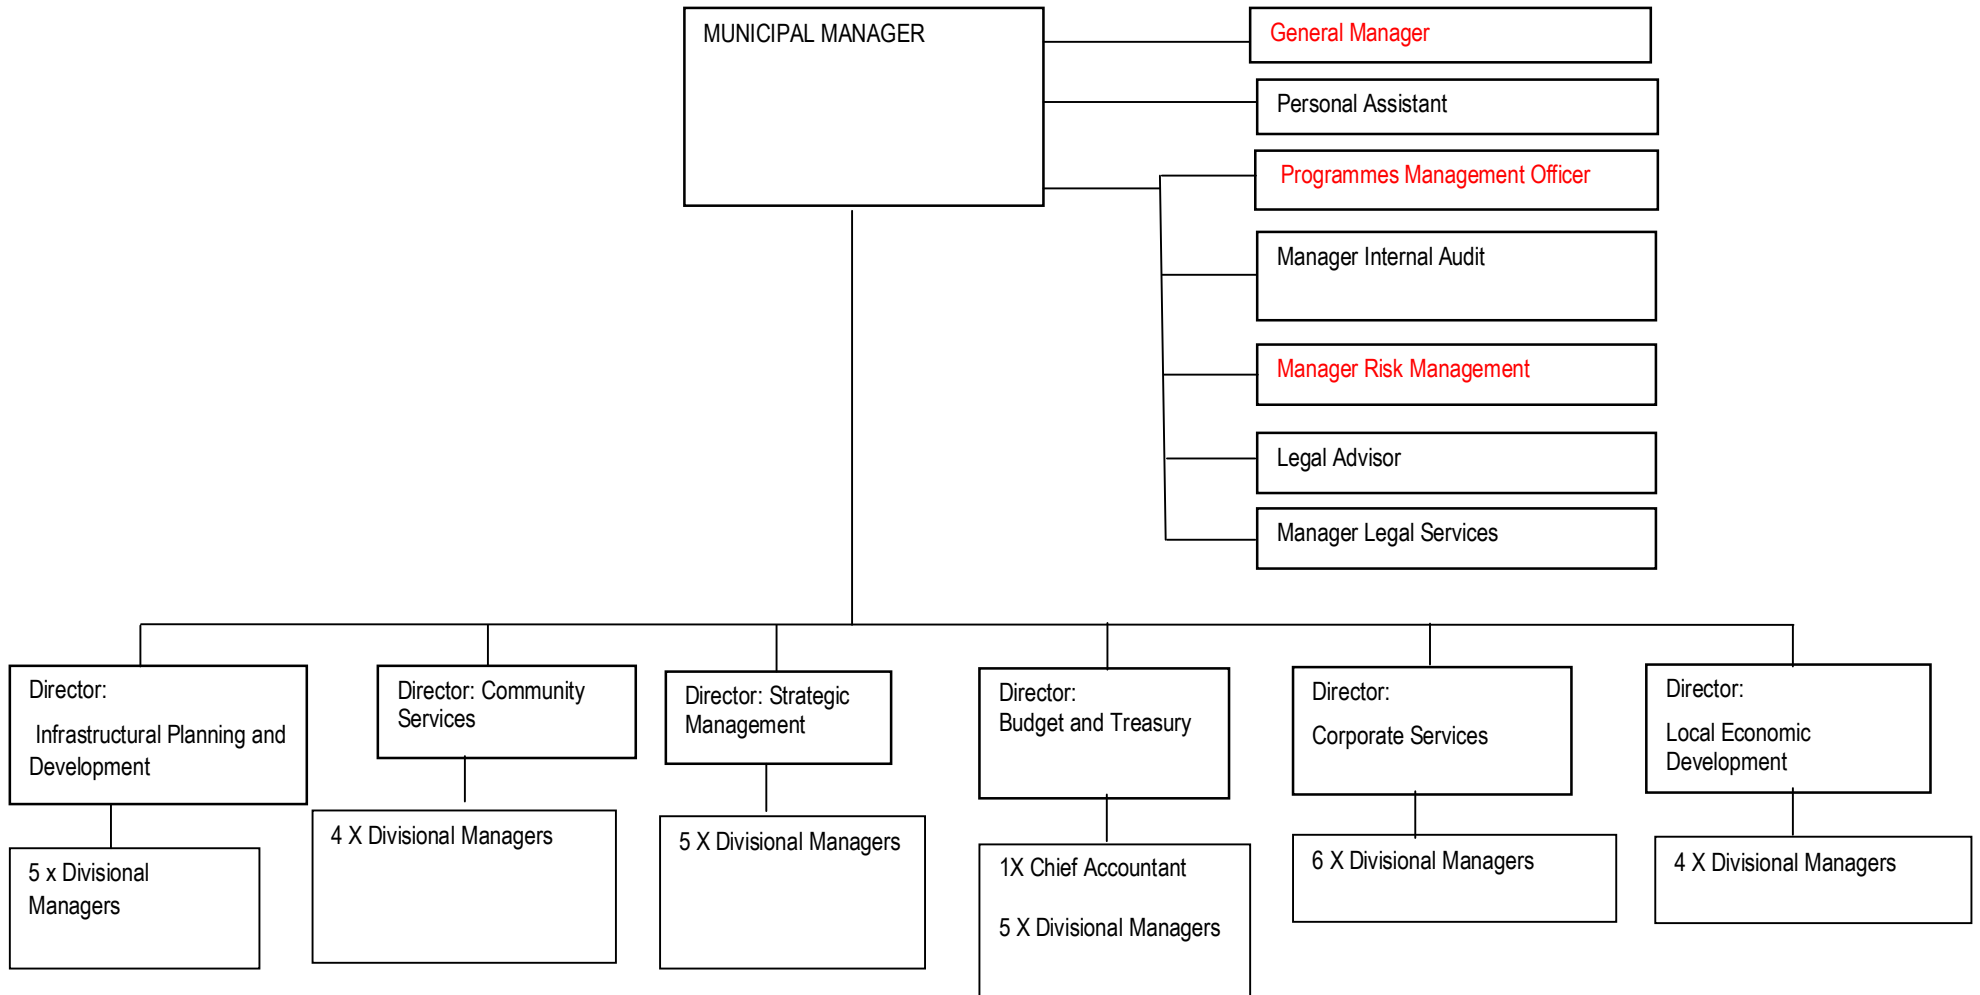 MUNICIPAL MANAGER
General Manager
Personal Assistant
Programmes Management Officer
Manager Internal Audit
Manager Risk Management
Legal Advisor
Manager Legal Services
Director:
Infrastructural Planning and
Development
Director: Community
Services
Director: Strategic
Management
Director:
Budget and Treasury
Director:
Corporate Services
Director:
Local Economic
Development
5 x Divisional
Managers
4 X Divisional Managers
5 X Divisional Managers
1X Chief Accountant
5 X Divisional Managers
6 X Divisional Managers
4 X Divisional Managers